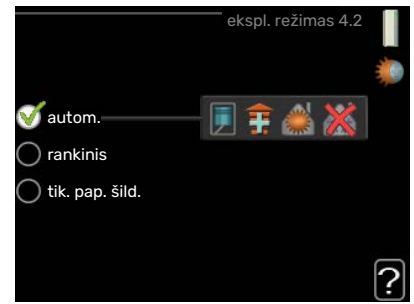 ekspl. režimas 4.2
autom.
rankinis
tik. pap. šild.
?